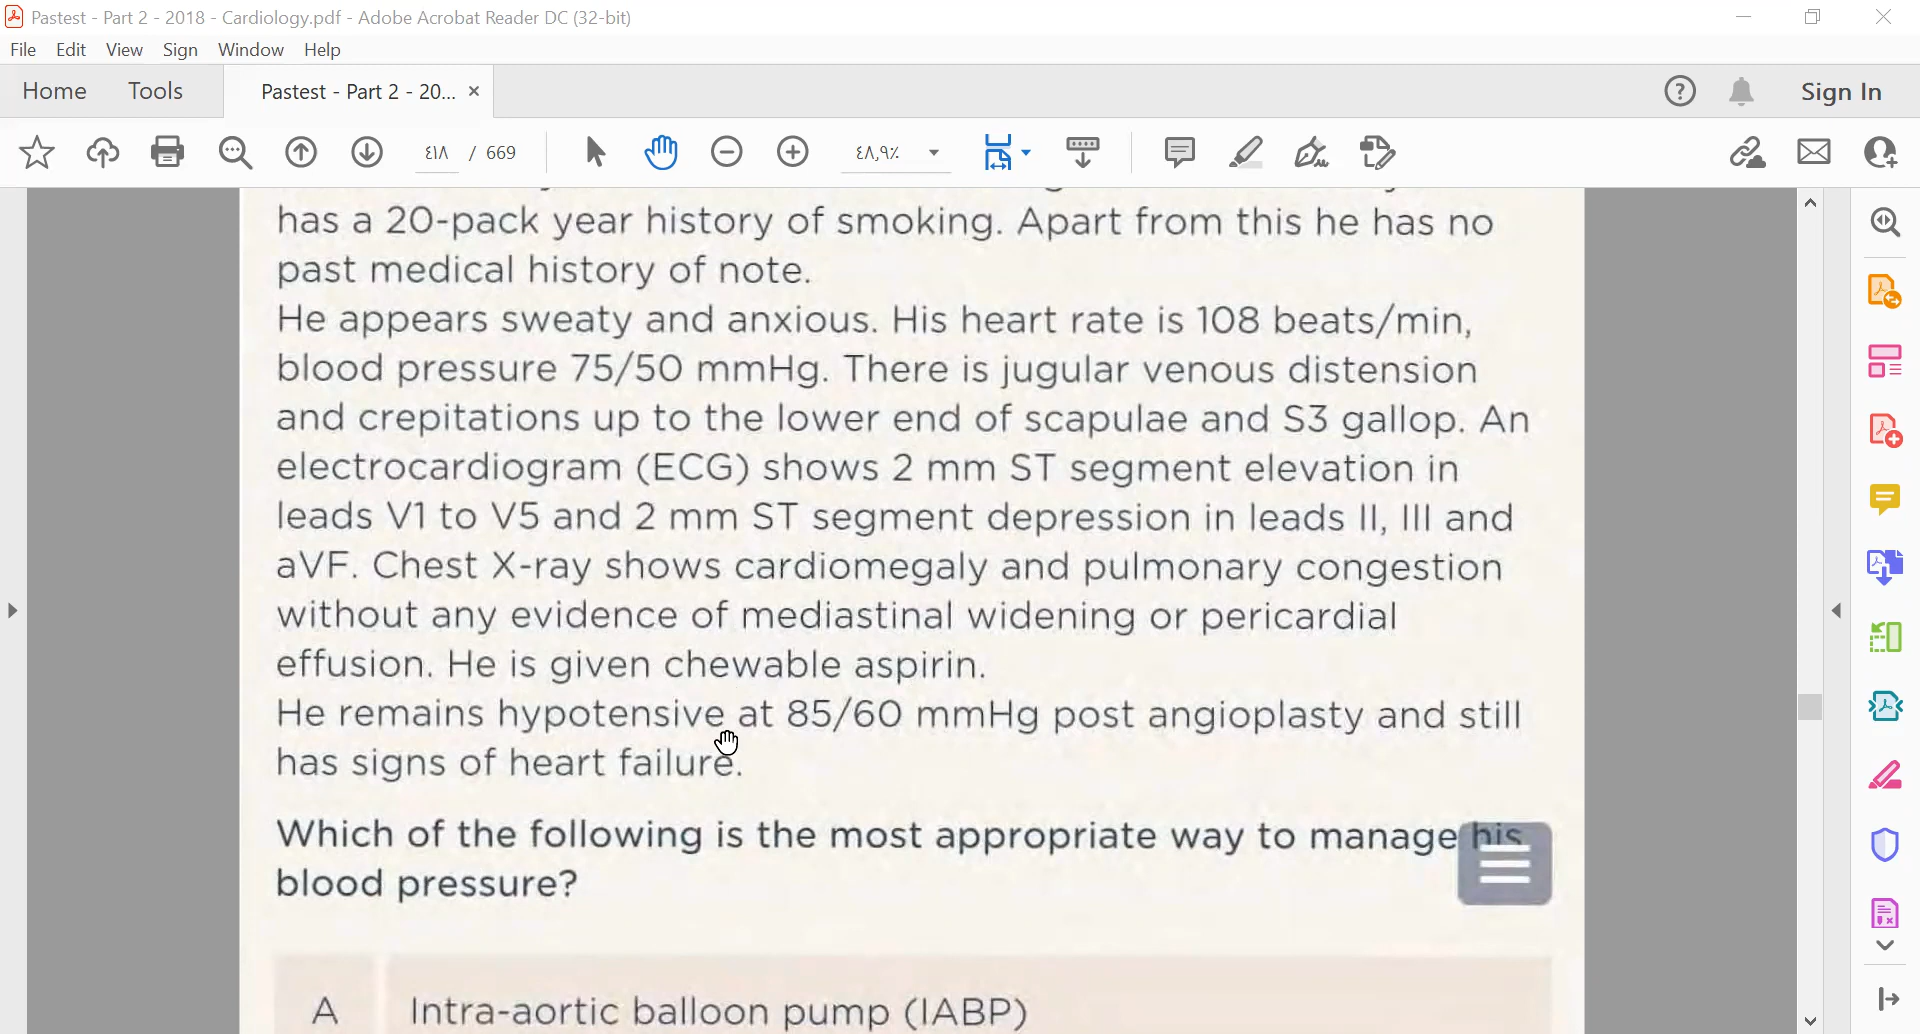 Pastest - Part 2 - 2018 - Cardiology.pdf - Adobe Acrobat Reader DC (32-bit)
File Edit View Sign Window Help
Home Tools Pastest - Part 2 - 20... × Sign In
٤١٨ / 669 ٤٨,٩٪
has a 20-pack year history of smoking. Apart from this he has no
past medical history of note.
He appears sweaty and anxious. His heart rate is 108 beats/min,
blood pressure 75/50 mmHg. There is jugular venous distension
and crepitations up to the lower end of scapulae and S3 gallop. An
electrocardiogram (ECG) shows 2 mm ST segment elevation in
leads V1 to V5 and 2 mm ST segment depression in leads II, III and
aVF. Chest X-ray shows cardiomegaly and pulmonary congestion
without any evidence of mediastinal widening or pericardial
effusion. He is given chewable aspirin.
He remains hypotensive at 85/60 mmHg post angioplasty and still
has signs of heart failure.
Which of the following is the most appropriate way to manage his
blood pressure?
A Intra-aortic balloon pump (IABP)